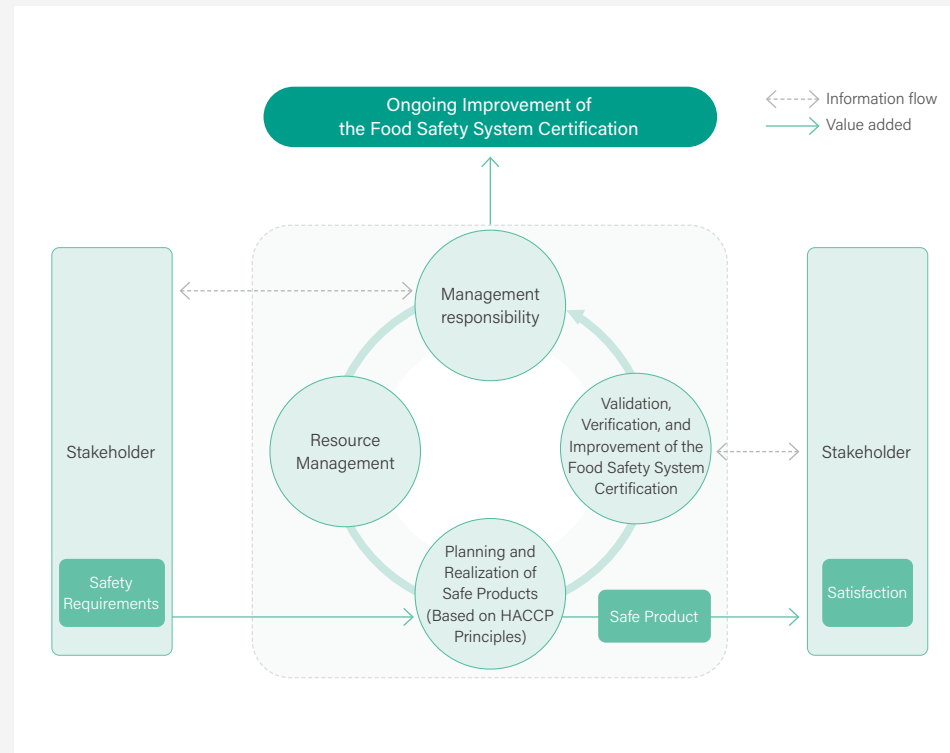 Ongoing Improvement of
the Food Safety System Certification
Information flow
Value added
Management
responsibility
Stakeholder
Safety
Requirements
Resource
Management
Validation,
Verification, and
Improvement of the
Food Safety System
Certification
Planning and
Realization of
Safe Products
(Based on HACCP
Principles)
Safe Product
Stakeholder
Satisfaction